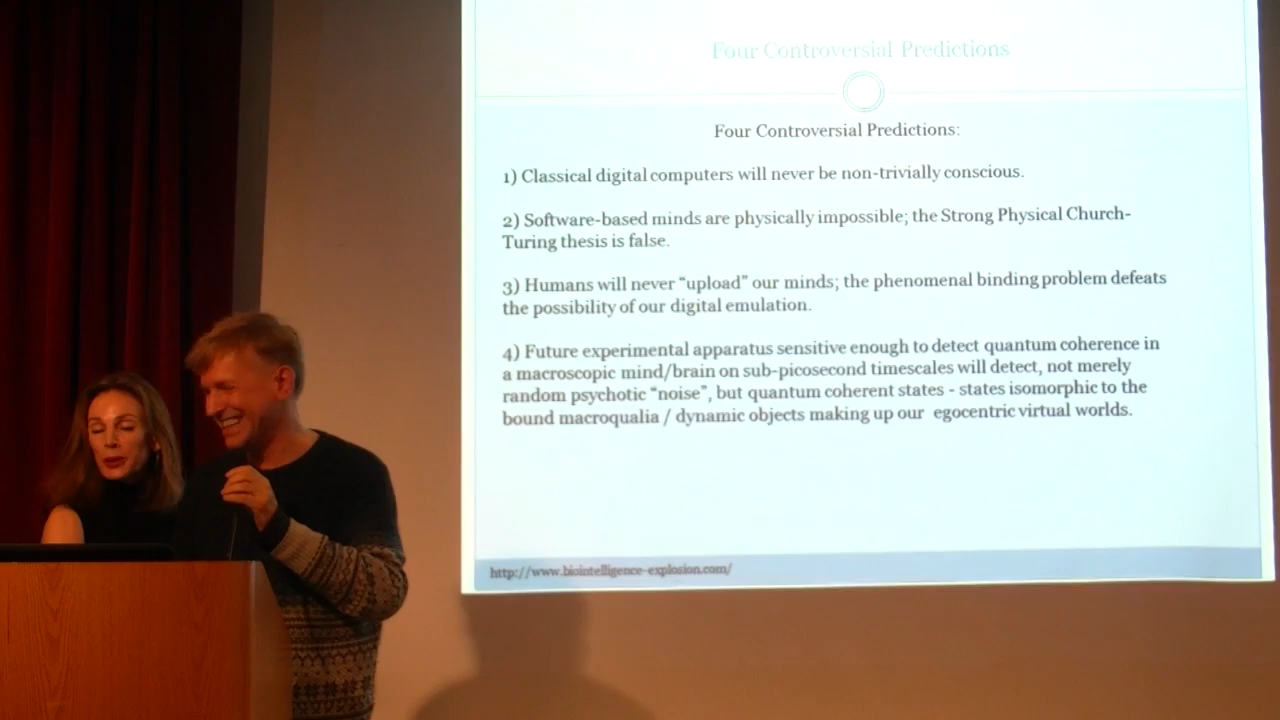 Four Controversial Predictions
Four Controversial Predictions:
1) Classical digital computers will never be non-trivially conscious.
2) Software-based minds are physically impossible; the Strong Physical Church-
Turing thesis is false.
3) Humans will never “upload” our minds; the phenomenal binding problem defeats
the possibility of our digital emulation.
4) Future experimental apparatus sensitive enough to detect quantum coherence in
a macroscopic mind/brain on sub-picosecond timescales will detect, not merely
random psychotic “noise”, but quantum coherent states - states isomorphic to the
bound macroqualia / dynamic objects making up our egocentric virtual worlds.
http://www.biointelligence-explosion.com/